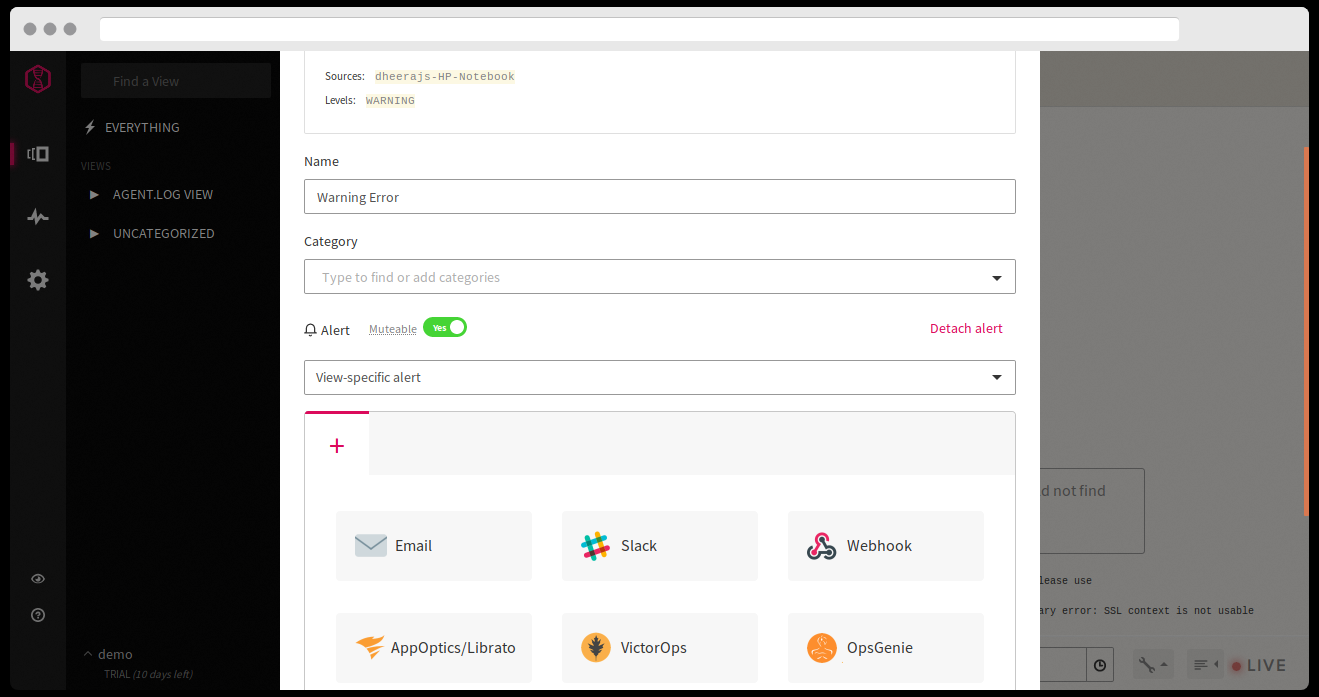 Find a View
EVERYTHING
VIEWS
AGENT.LOG VIEW
UNCATEGORIZED
demo
TRIAL (10 days left)
Sources: dheerajs-HP-Notebook
Levels: WARNING
Name
Warning Error
Category
Type to find or add categories
Alert Muteable Yes Detach alert
View-specific alert
+
Email Slack Webhook
AppOptics/Librato VictorOps OpsGenie
d not find
lease use
ary error: SSL context is not usable
LIVE